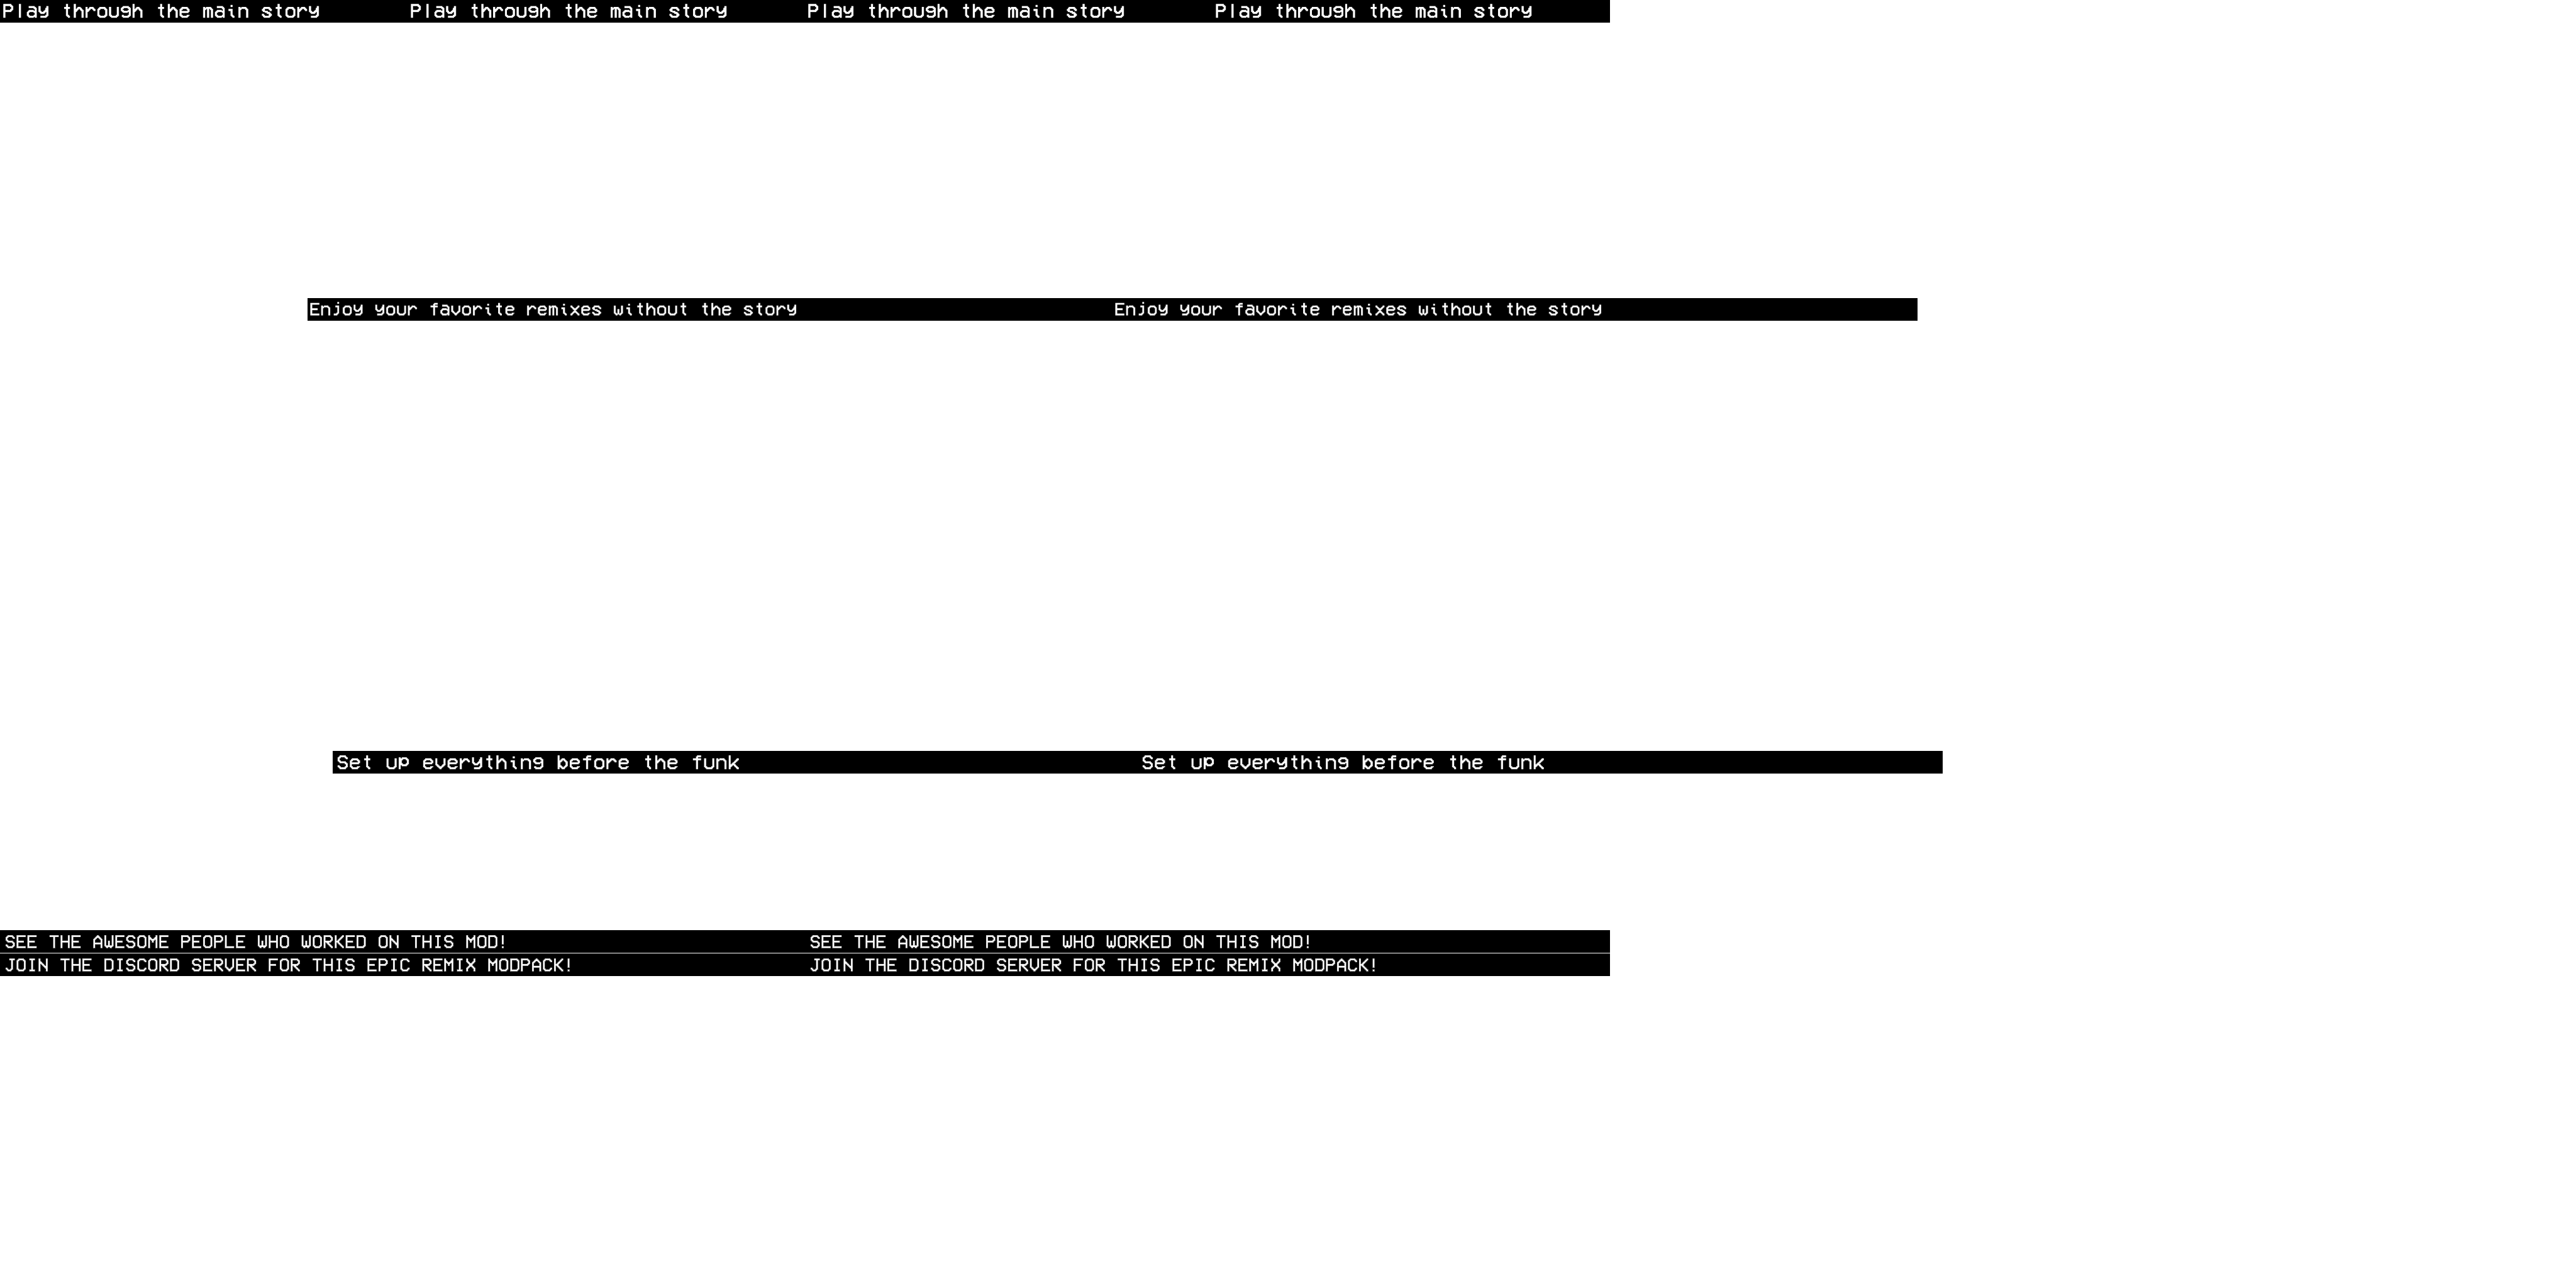 Play through the main story Play through the main story Play through the main story Play through the main story
Enjoy your favorite remixes without the story Enjoy your favorite remixes without the story
Set up everything before the funk Set up everything before the funk
SEE THE AWESOME PEOPLE WHO WORKED ON THIS MOD! SEE THE AWESOME PEOPLE WHO WORKED ON THIS MOD!
JOIN THE DISCORD SERVER FOR THIS EPIC REMIX MODPACK! JOIN THE DISCORD SERVER FOR THIS EPIC REMIX MODPACK!